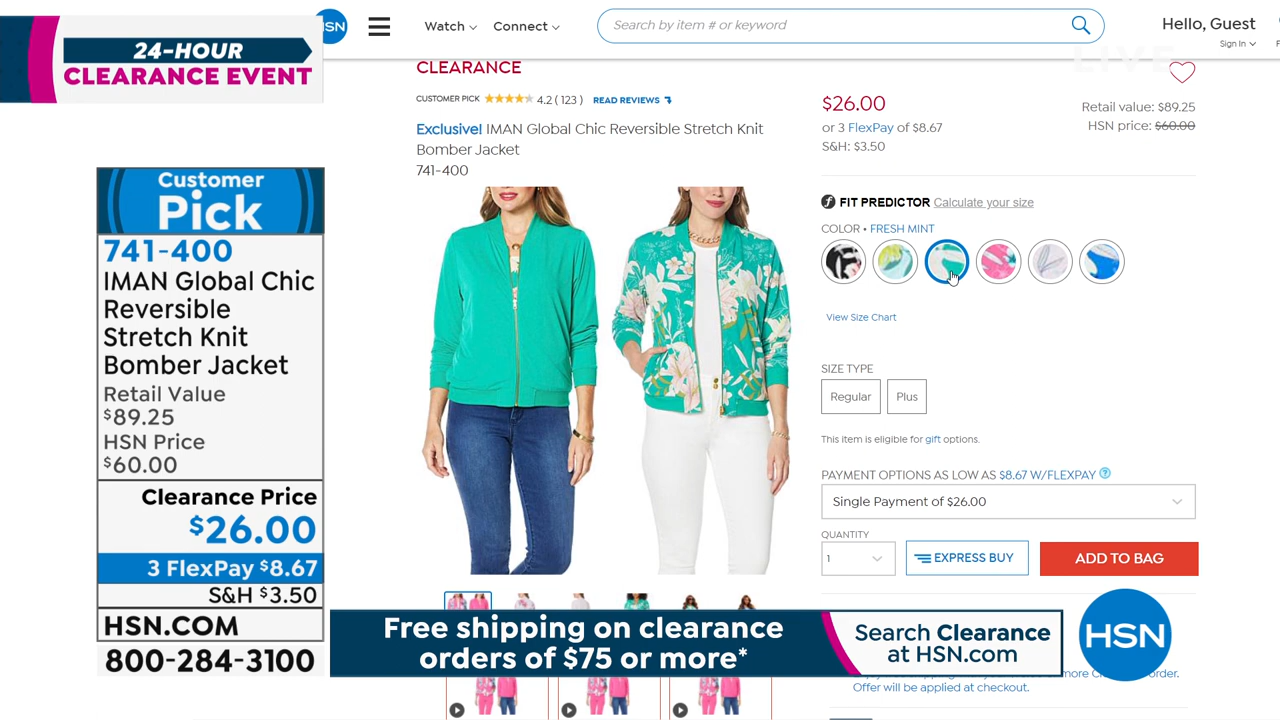 24-HOUR
CLEARANCE EVENT
HSN
Watch
Connect
Search by item # or keyword
Hello, Guest
Sign In
LIVE
CLEARANCE
CUSTOMER PICK
4.2 ( 123 )
READ REVIEWS
Exclusive! IMAN Global Chic Reversible Stretch Knit
Bomber Jacket
741-400
$26.00
or 3 FlexPay of $8.67
S&H: $3.50
Retail value: $89.25
HSN price: $60.00
FIT PREDICTOR Calculate your size
COLOR • FRESH MINT
View Size Chart
SIZE TYPE
Regular
Plus
This item is eligible for gift options.
PAYMENT OPTIONS AS LOW AS $8.67 W/FLEXPAY ?
Single Payment of $26.00
QUANTITY
1
EXPRESS BUY
ADD TO BAG
Customer
Pick
741-400
IMAN Global Chic
Reversible
Stretch Knit
Bomber Jacket
Retail Value
$89.25
HSN Price
$60.00
Clearance Price
$26.00
3 FlexPay $8.67
S&H $3.50
HSN.COM
800-284-3100
Free shipping on clearance
orders of $75 or more*
Search Clearance
at HSN.com
HSN
order.
Offer will be applied at checkout.